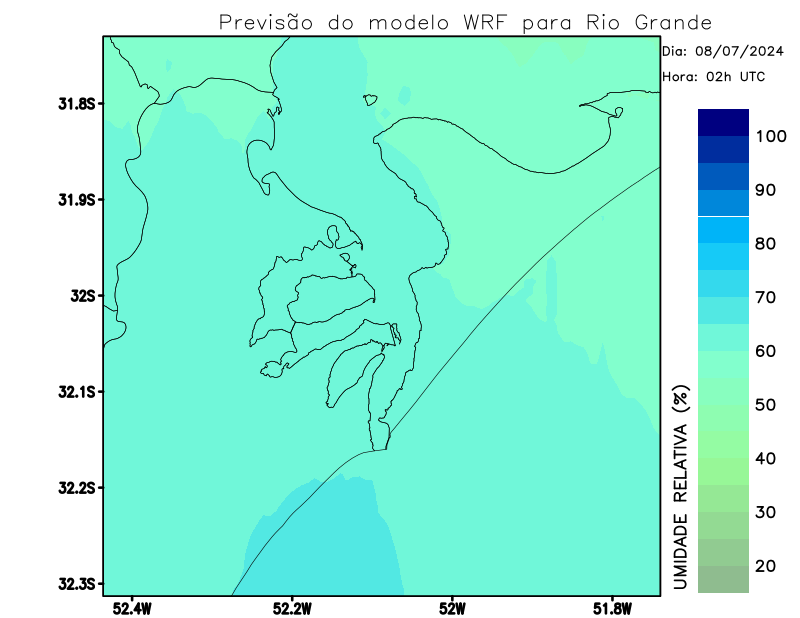 Previsão do modelo WRF para Rio Grande
Dia: 08/07/2024
Hora: 02h UTC
31.8S
31.9S
32S
32.1S
32.2S
32.3S
52.4W
52.2W
52W
51.8W
100
90
80
70
60
50
40
30
20
UMIDADE RELATIVA (%)